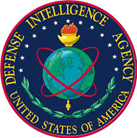 DEFENSE INTELLIGENCE AGENCY
UNITED STATES OF AMERICA